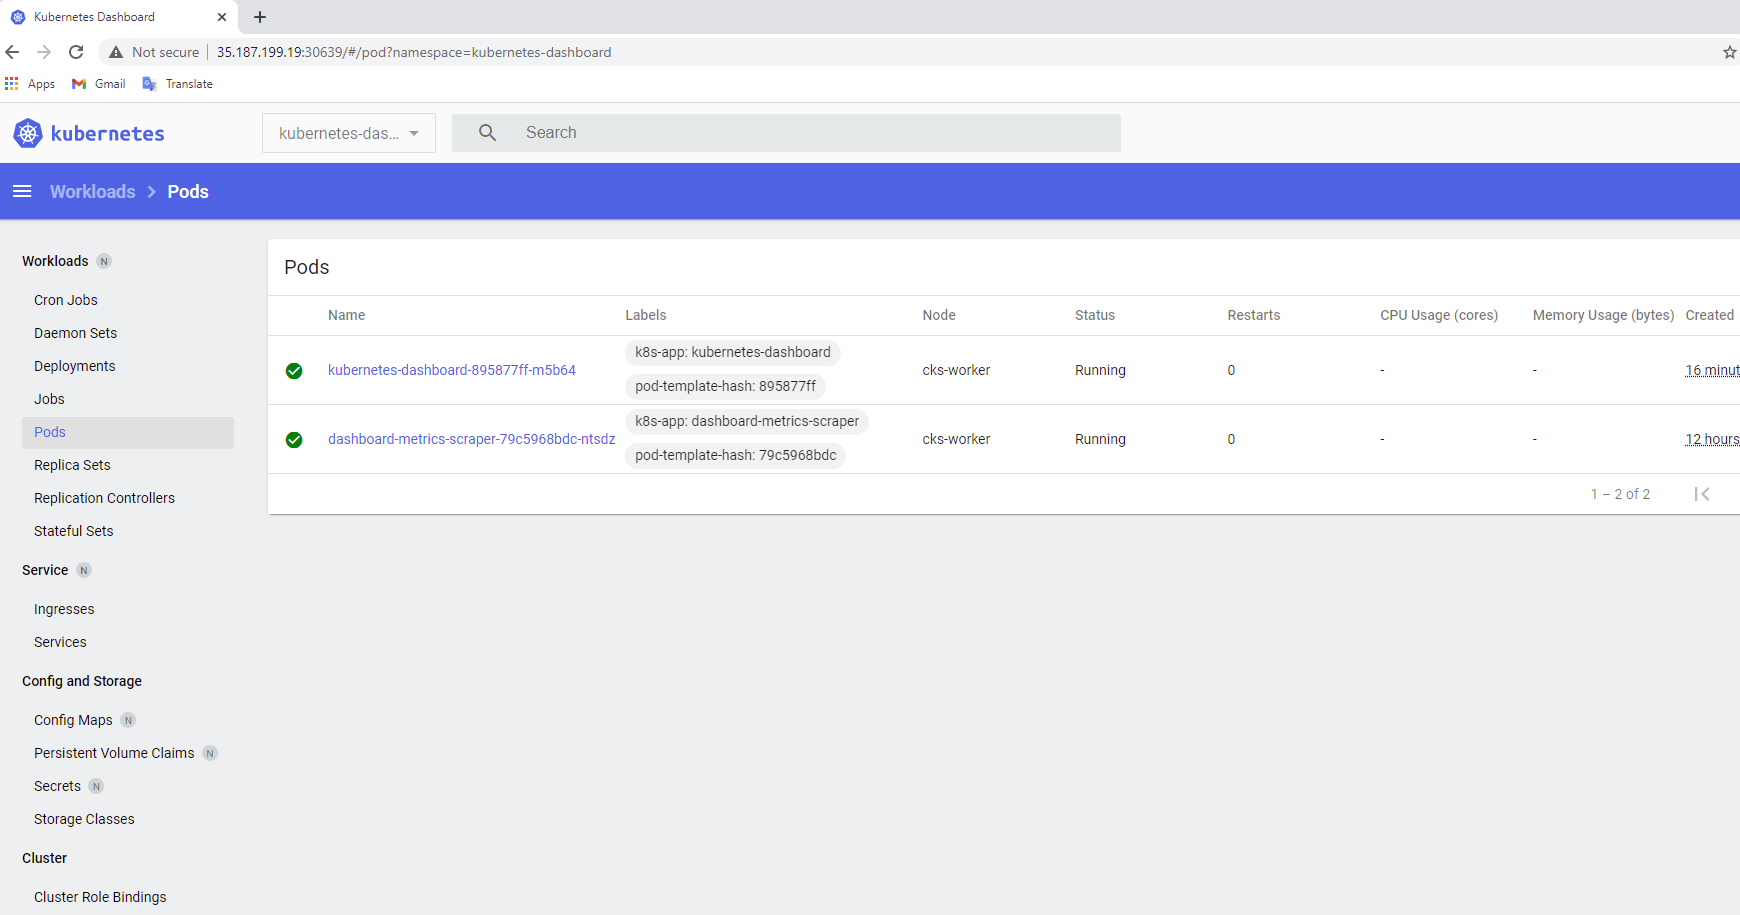 Kubernetes Dashboard
Not secure 35.187.199.19:30639/#/pod?namespace=kubernetes-dashboard
Apps Gmail Translate
kubernetes kubernetes-das... Search
Workloads Pods
Workloads N
Cron Jobs
Daemon Sets
Deployments
Jobs
Pods
Replica Sets
Replication Controllers
Stateful Sets
Service N
Ingresses
Services
Config and Storage
Config Maps N
Persistent Volume Claims N
Secrets N
Storage Classes
Cluster
Cluster Role Bindings
Pods
Name Labels Node Status Restarts CPU Usage (cores) Memory Usage (bytes) Created
k8s-app: kubernetes-dashboard
kubernetes-dashboard-895877ff-m5b64 cks-worker Running 0 - - 16 minut
pod-template-hash: 895877ff
k8s-app: dashboard-metrics-scraper
dashboard-metrics-scraper-79c5968bdc-ntsdz cks-worker Running 0 - - 12 hours
pod-template-hash: 79c5968bdc
1 – 2 of 2